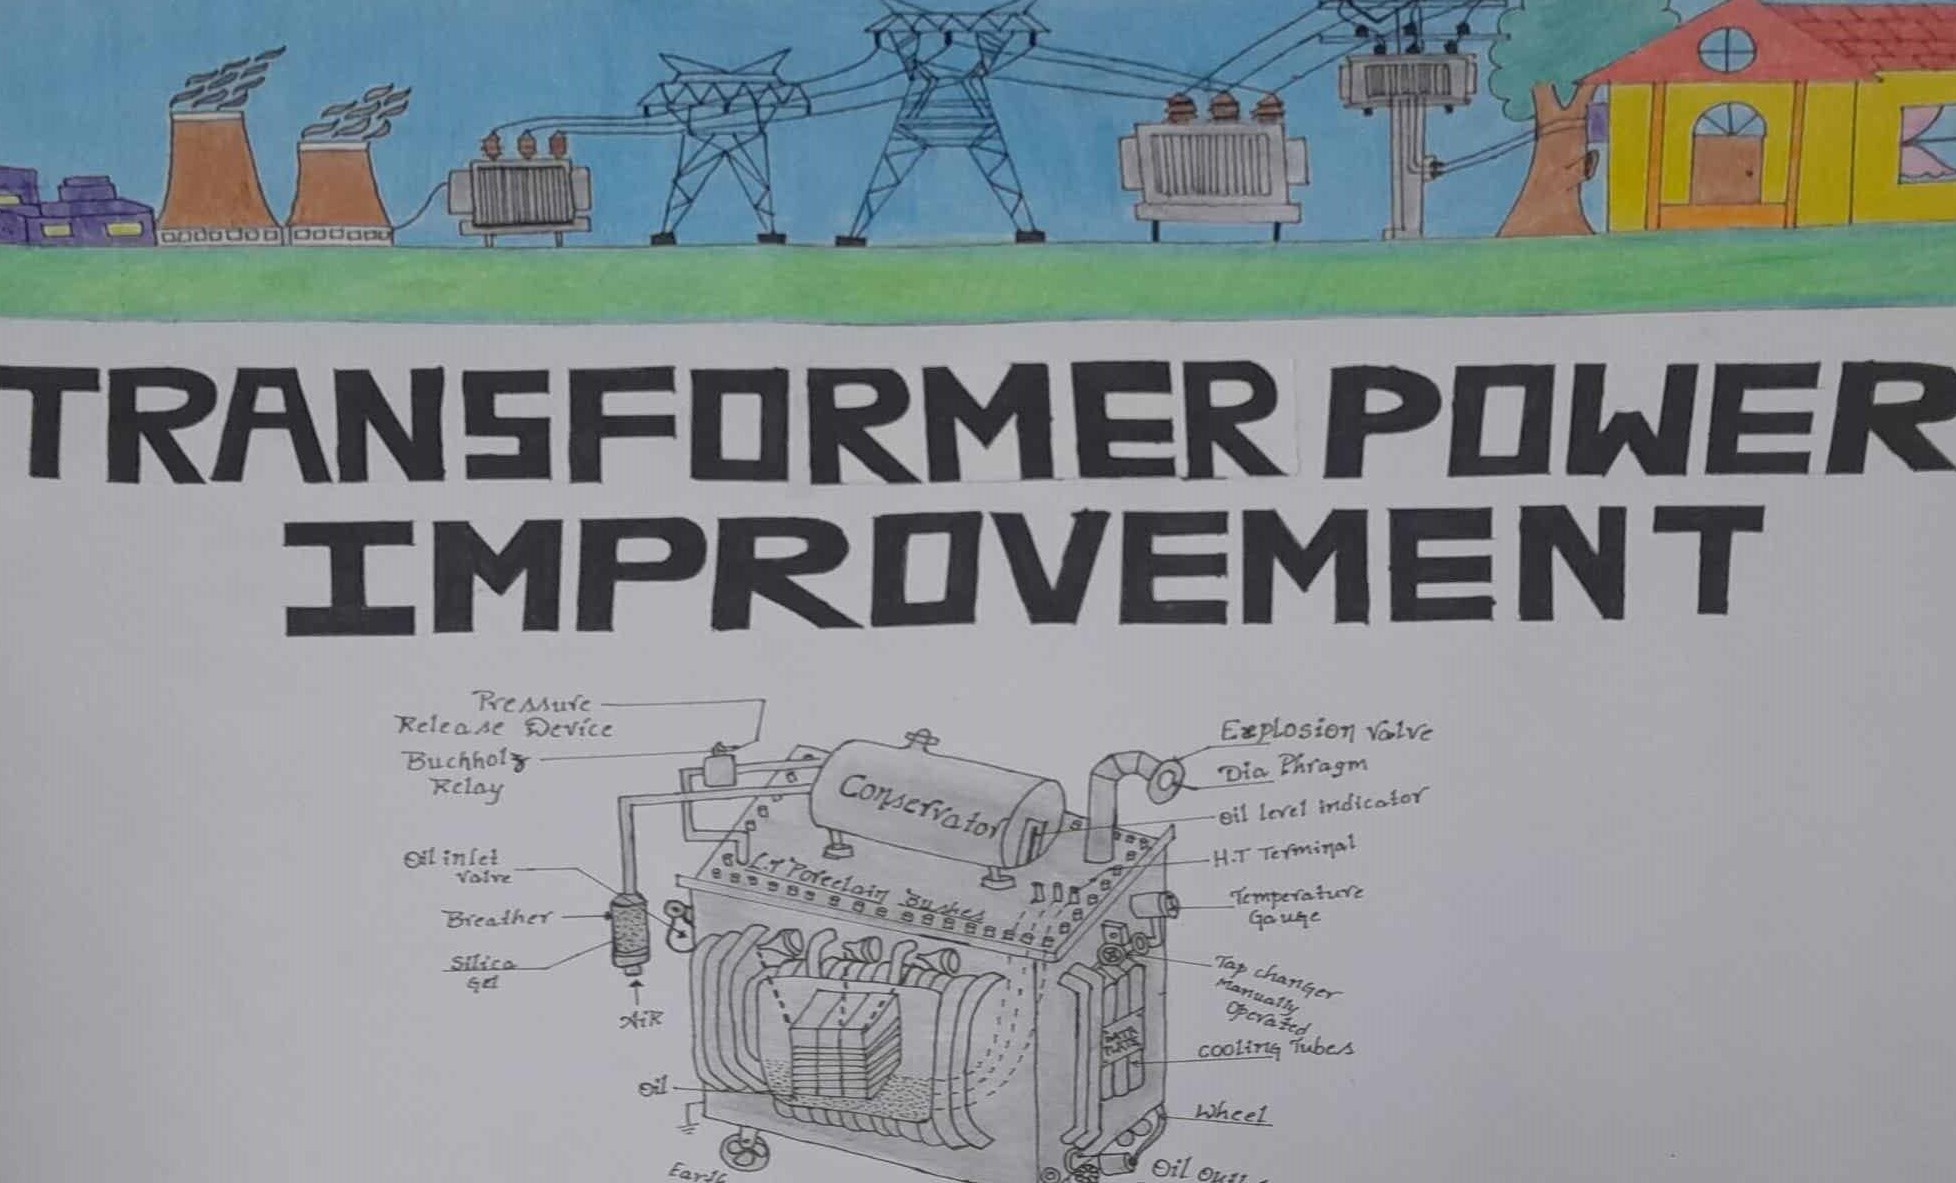 TRANSFORMER POWER
IMPROVEMENT
Pressure
Release Device
Buchholz
Relay
Oil inlet
Valve
Breather
Silica
Gel
AiR
Oil
Earth
Conservator
L.T Porcelain Bushes
Explosion Valve
Dia Phragm
Oil level indicator
H.T Terminal
Temperature
Gauge
Tap changer
Manually
Operated
Cooling Tubes
Wheel
Oil